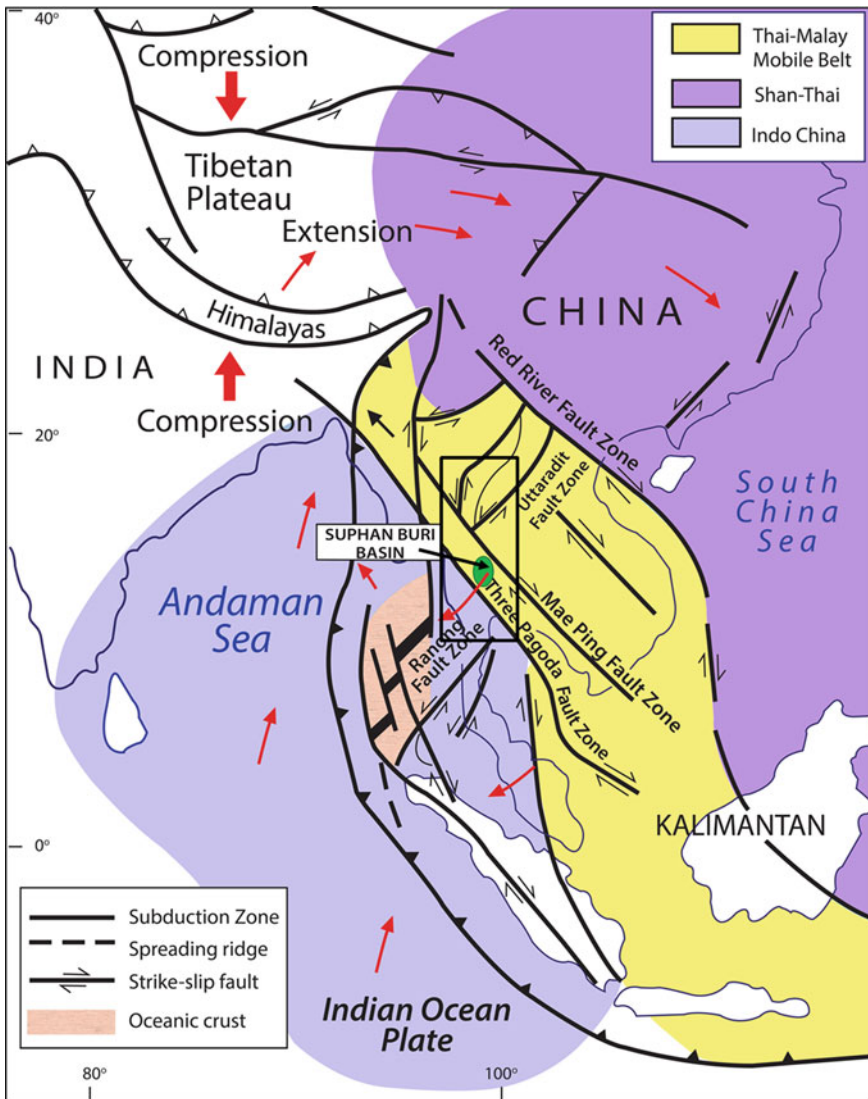 40°
Compression
Tibetan
Plateau
Extension
Himalayas
INDIA
Compression
CHINA
Thai-Malay
Mobile Belt
Shan-Thai
Indo China
20°
Red River Fault Zone
Uttaradit
Fault Zone
South
China
Sea
SUPHAN BURI
BASIN
Andaman
Sea
Ranong
Fault Zone
Three Pagoda Fault Zone
Mae Ping Fault Zone
KALIMANTAN
0°
Subduction Zone
Spreading ridge
Strike-slip fault
Oceanic crust
Indian Ocean
Plate
80°
100°